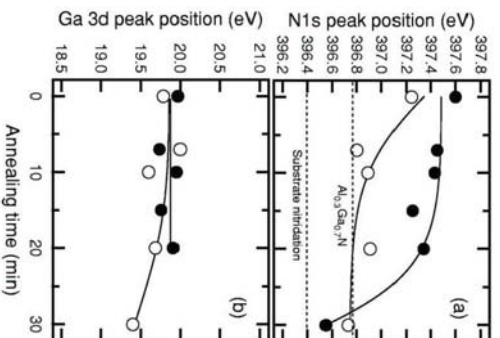 N1s peak position (eV)
397.8
397.6
397.5
397.4
397.2
397.0
396.8
396.6
396.4
396.2
(a)
Al0.3Ga0.7N
Substrate nitridation
Ga 3d peak position (eV)
21.0
20.5
20.0
19.5
19.0
18.5
(b)
0
10
20
30
Annealing time (min)